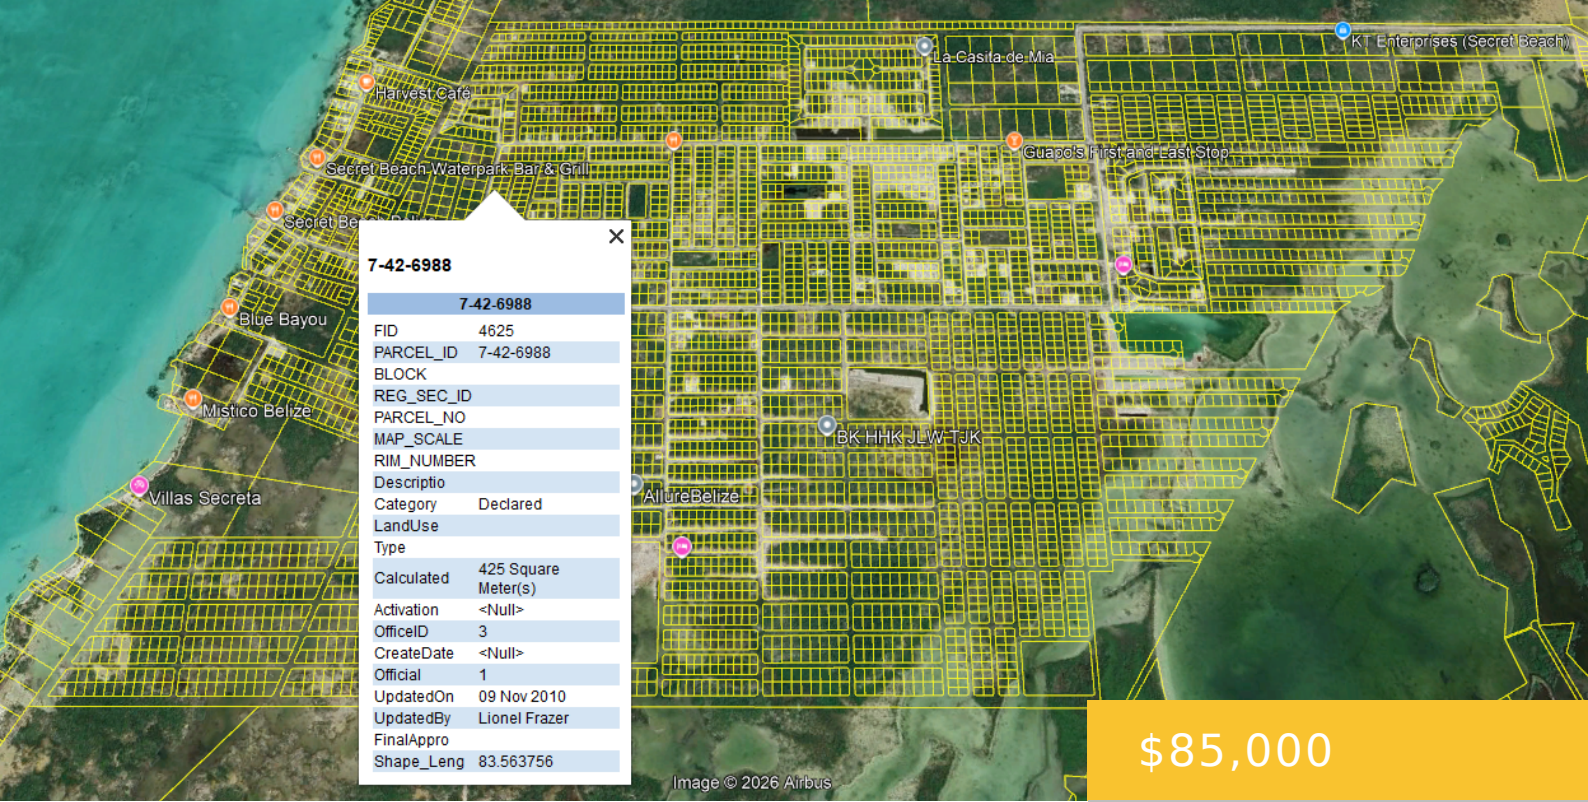 La Casita de Mia
KT Enterprises (Secret Beach)
Harvest Café
Secret Beach Waterpark Bar & Grill
Guapo's First and Last Stop
Secret Beach
Blue Bayou
Mistico Belize
Villas Secreta
BK HHK JLW TJK
AllureBelize
7-42-6988
7-42-6988
FID 4625
PARCEL_ID 7-42-6988
BLOCK
REG_SEC_ID
PARCEL_NO
MAP_SCALE
RIM_NUMBER
Descriptio
Category Declared
LandUse
Type
Calculated 425 Square Meter(s)
Activation <Null>
OfficeID 3
CreateDate <Null>
Official 1
UpdatedOn 09 Nov 2010
UpdatedBy Lionel Frazer
FinalAppro
Shape_Leng 83.563756
Image © 2026 Airbus
$85,000